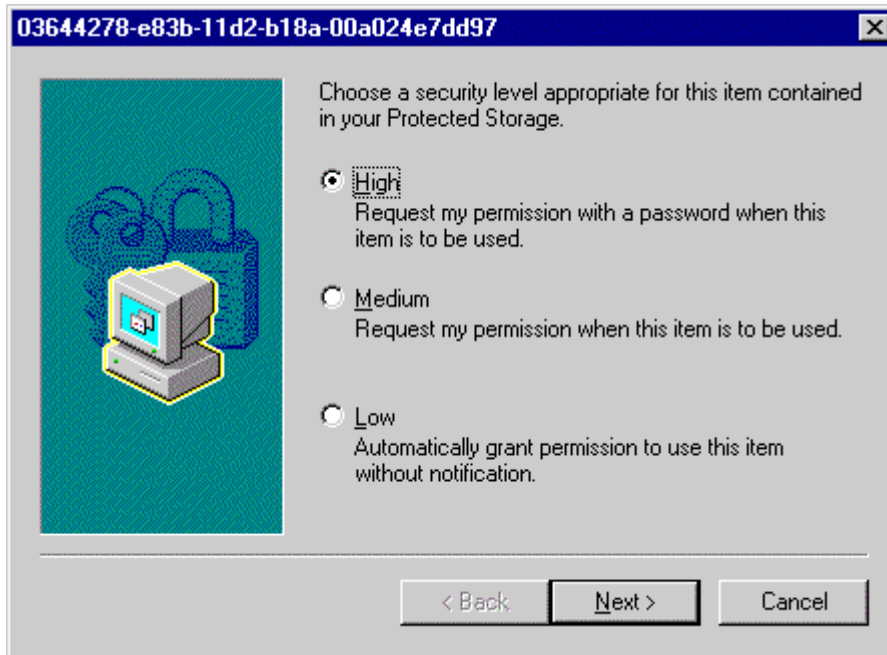 03644278-e83b-11d2-b18a-00a024e7dd97
Choose a security level appropriate for this item contained
in your Protected Storage.
High
Request my permission with a password when this
item is to be used.
Medium
Request my permission when this item is to be used.
Low
Automatically grant permission to use this item
without notification.
< Back
Next >
Cancel